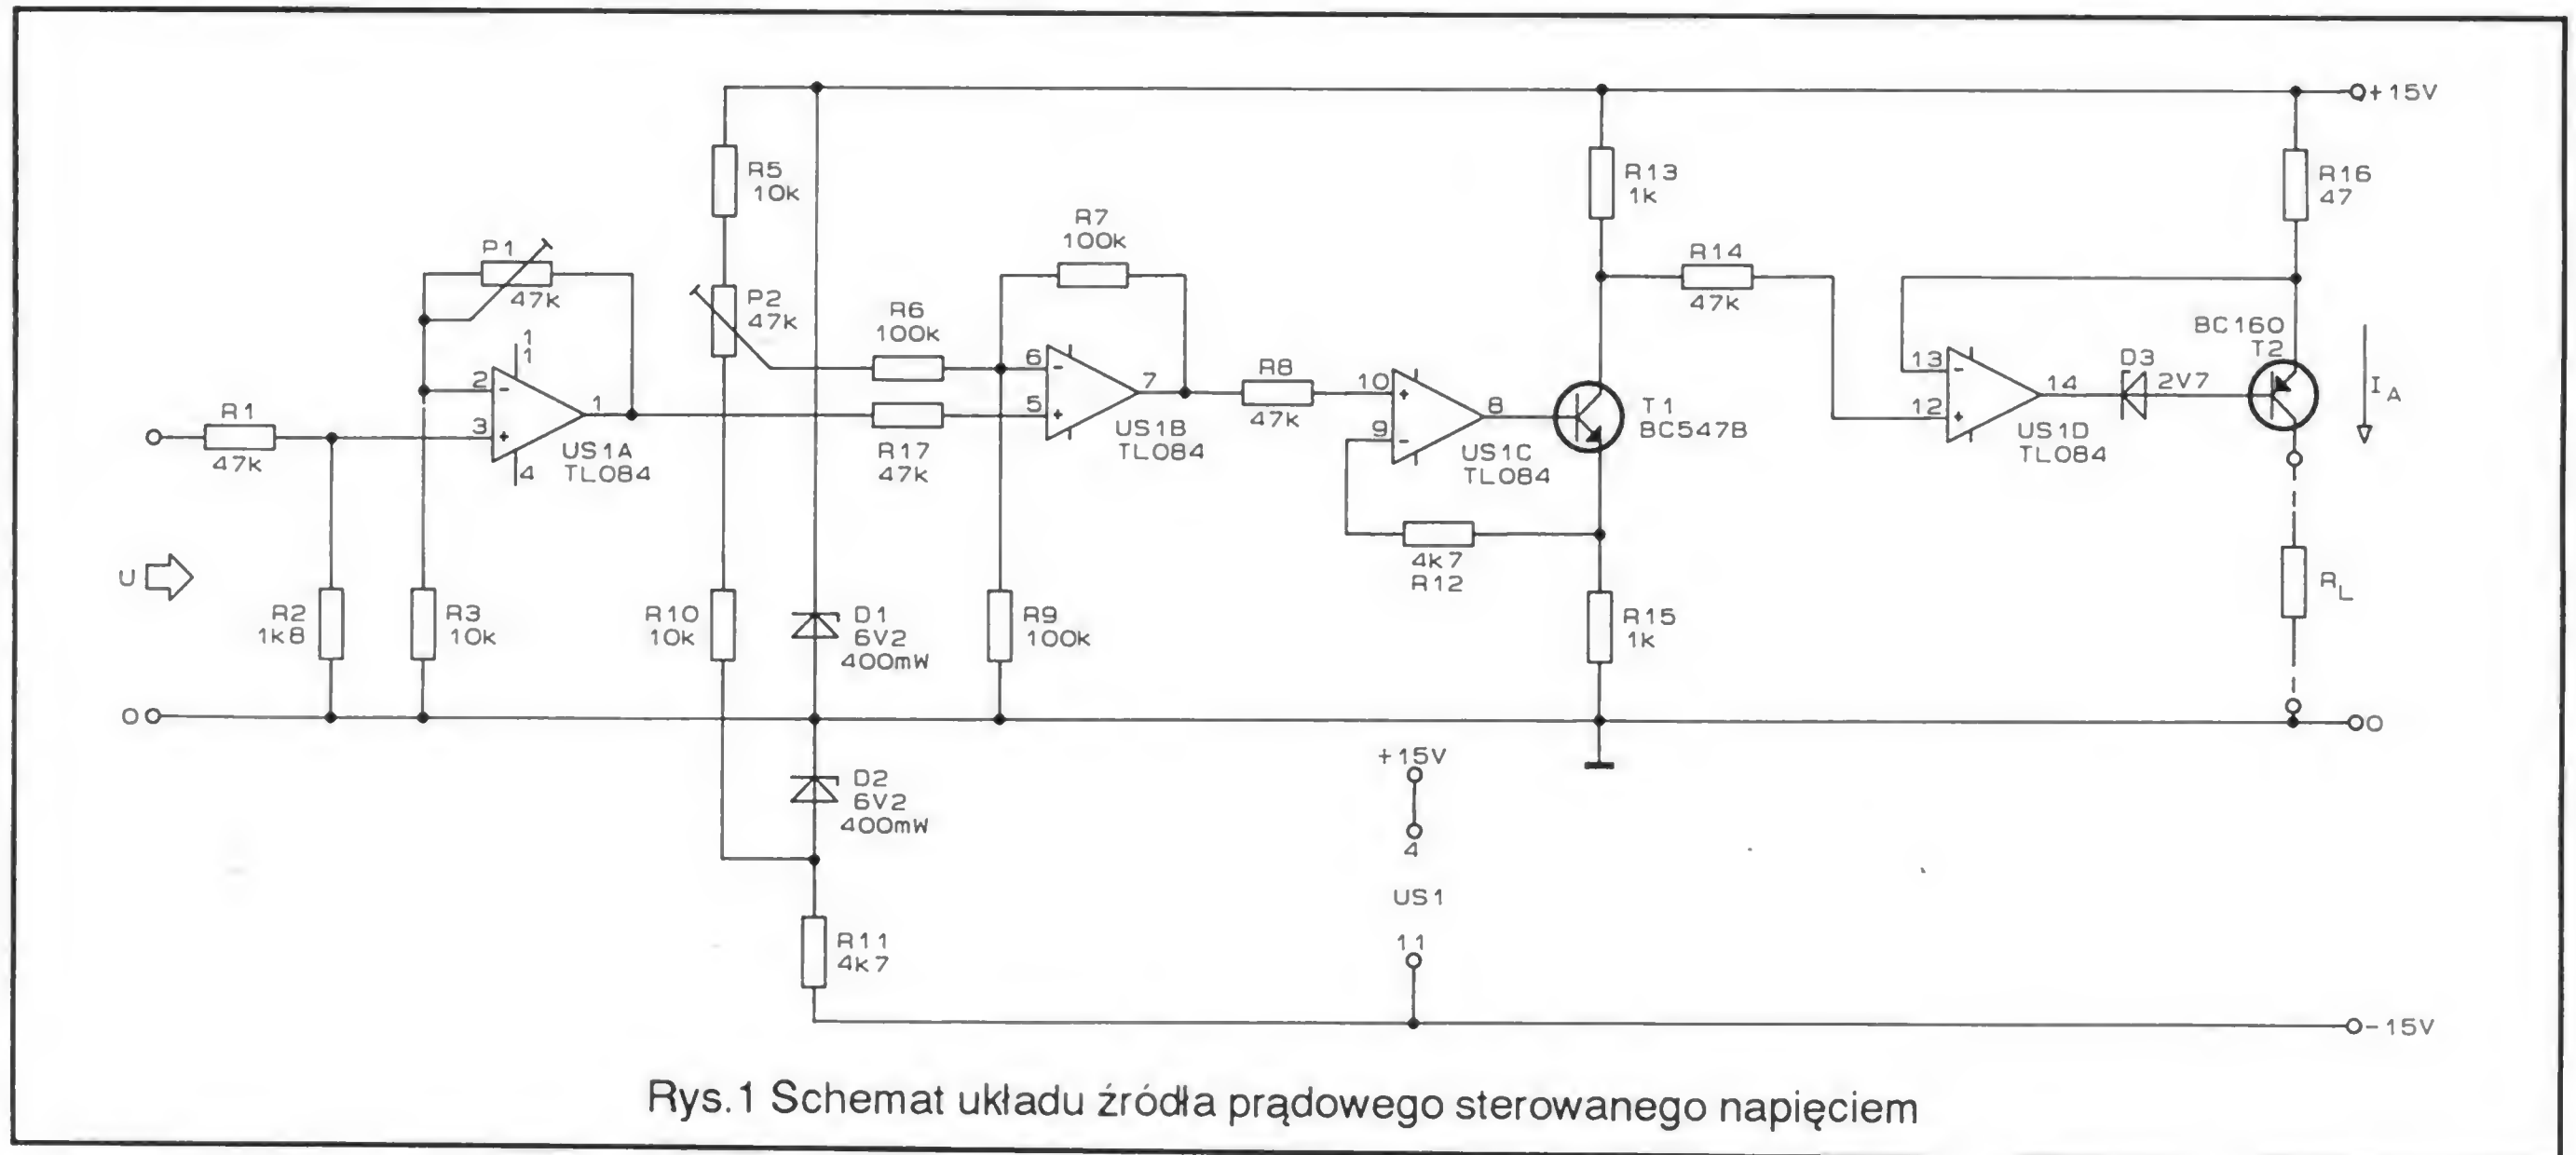 +15V
R5
10k
R13
1k
R16
47
R7
100k
P1
47k
P2
47k
R6
100k
R14
47k
BC160
T2
I A
R1
47k
11
2
-
3
+
1
4
US1A
TL084
R17
47k
6
-
5
+
7
US1B
TL084
R8
47k
10
+
9
-
8
US1C
TL084
T1
BC547B
13
-
12
+
14
US1D
TL084
D3
2V7
4k7
R12
U
R2
1k8
R3
10k
R10
10k
D1
6V2
400mW
R9
100k
R15
1k
RL
0
0
D2
6V2
400mW
+15V
4
US1
11
R11
4k7
-15V
Rys.1 Schemat układu źródła prądowego sterowanego napięciem